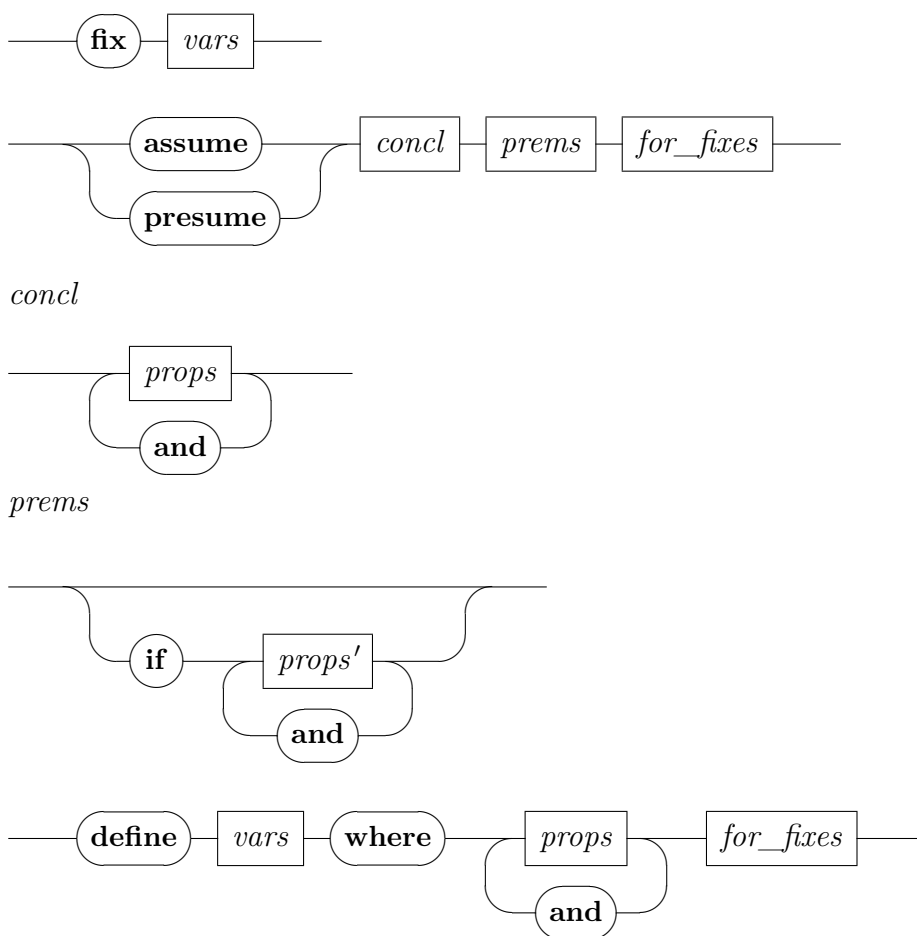 fix vars
assume concl prems for_fixes
presume
concl
props
and
prems
if props′
and
define vars where props for_fixes
and